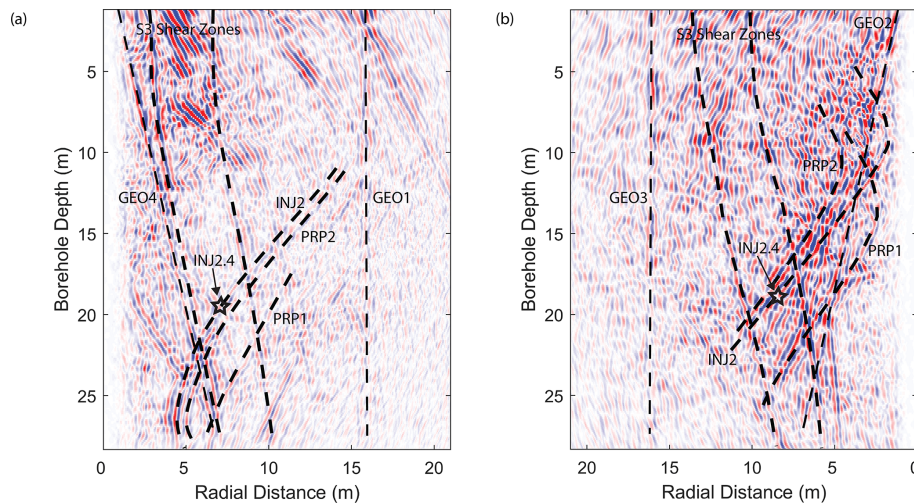 (a)
S3 Shear Zones
5
10
15
20
25
Borehole Depth (m)
GEO4
GEO1
INJ2
PRP2
INJ2.4
PRP1
0 5 10 15 20
Radial Distance (m)
(b)
GEO2
S3 Shear Zones
5
10
15
20
25
Borehole Depth (m)
PRP2
GEO3
INJ2.4
PRP1
INJ2
20 15 10 5 0
Radial Distance (m)